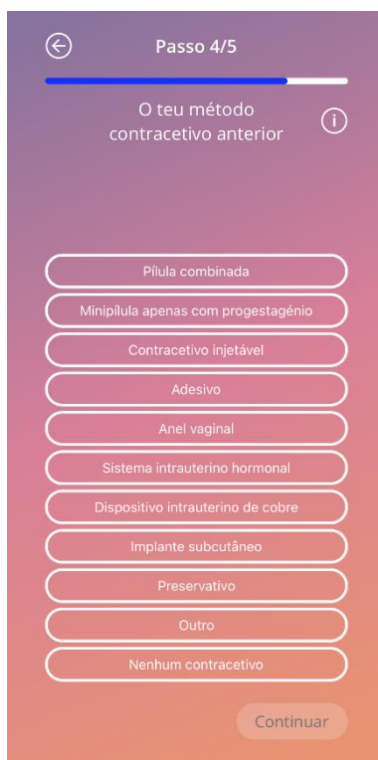 Passo 4/5
O teu método
contracetivo anterior
i
Pílula combinada
Minipílula apenas com progestagénio
Contracetivo injetável
Adesivo
Anel vaginal
Sistema intrauterino hormonal
Dispositivo intrauterino de cobre
Implante subcutâneo
Preservativo
Outro
Nenhum contracetivo
Continuar